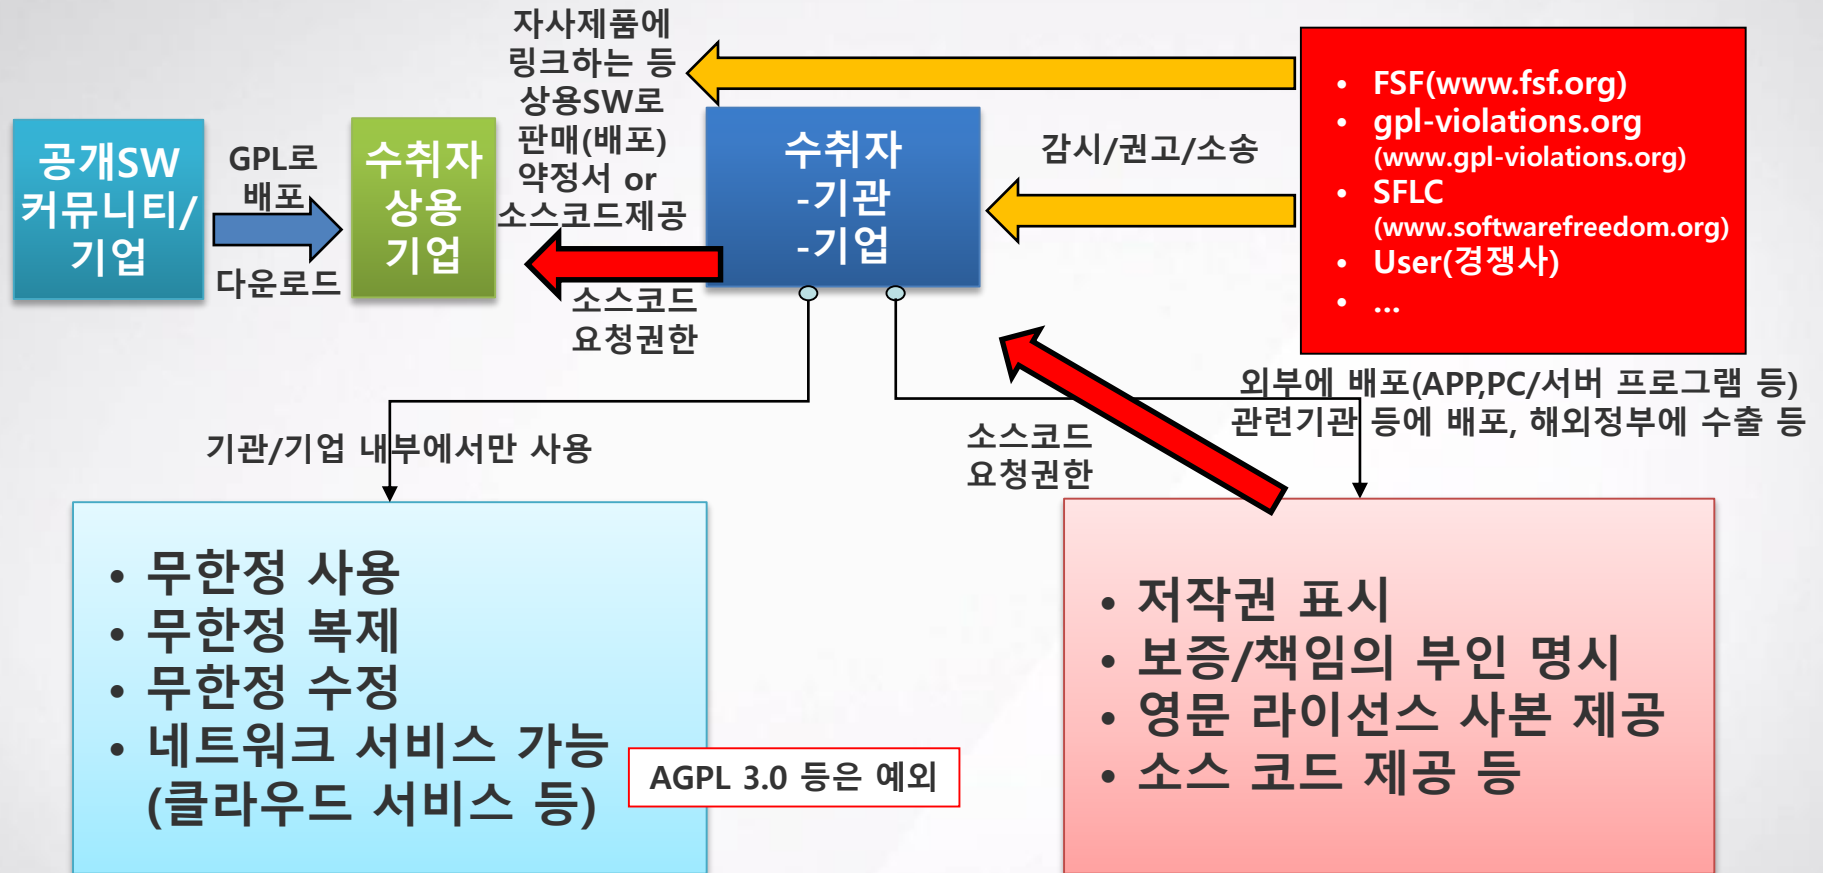 공개SW
커뮤니티/
기업
GPL로
배포
다운로드
수취자
상용
기업
자사제품에
링크하는 등
상용SW로
판매(배포)
약정서 or
소스코드제공
소스코드
요청권한
수취자
-기관
-기업
감시/권고/소송
• FSF(www.fsf.org)
• gpl-violations.org
(www.gpl-violations.org)
• SFLC
(www.softwarefreedom.org)
• User(경쟁사)
• ...
기관/기업 내부에서만 사용
소스코드
요청권한
외부에 배포(APP,PC/서버 프로그램 등)
관련기관 등에 배포, 해외정부에 수출 등
• 무한정 사용
• 무한정 복제
• 무한정 수정
• 네트워크 서비스 가능
(클라우드 서비스 등)
AGPL 3.0 등은 예외
• 저작권 표시
• 보증/책임의 부인 명시
• 영문 라이선스 사본 제공
• 소스 코드 제공 등